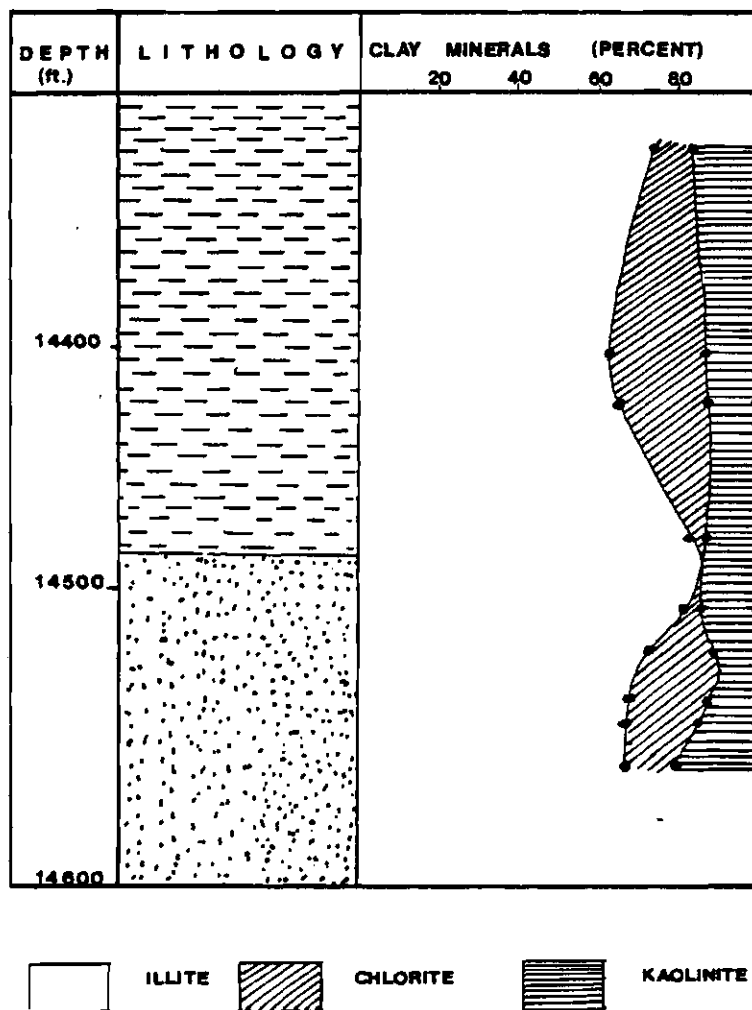 DEPTH LITHOLOGY CLAY MINERALS (PERCENT)
(ft.) 20 40 60 80
14400
14500
14600
ILLITE CHLORITE KAOLINITE